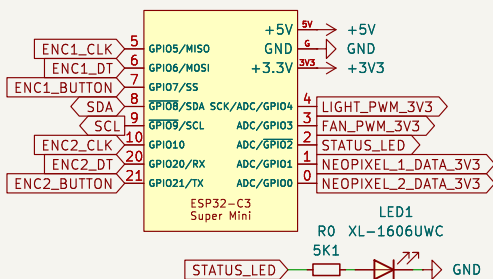 +5V 5V +5V
ENC1_CLK 5 GPIO5/MISO GND G GND
ENC1_DT 6 GPIO6/MOSI +3.3V 3V3 +3V3
ENC1_BUTTON 7 GPIO7/SS
SDA 8 GPIO8/SDA SCK/ADC/GPIO4 4 LIGHT_PWM_3V3
SCL 9 GPIO9/SCL ADC/GPIO3 3 FAN_PWM_3V3
ENC2_CLK 10 GPIO10 ADC/GPIO2 2 STATUS_LED
ENC2_DT 20 GPIO20/RX ADC/GPIO1 1 NEOPIXEL_1_DATA_3V3
ENC2_BUTTON 21 GPIO21/TX ADC/GPIO0 0 NEOPIXEL_2_DATA_3V3
ESP32-C3
Super Mini
LED1
R0 XL-1606UWC
5K1
STATUS_LED GND